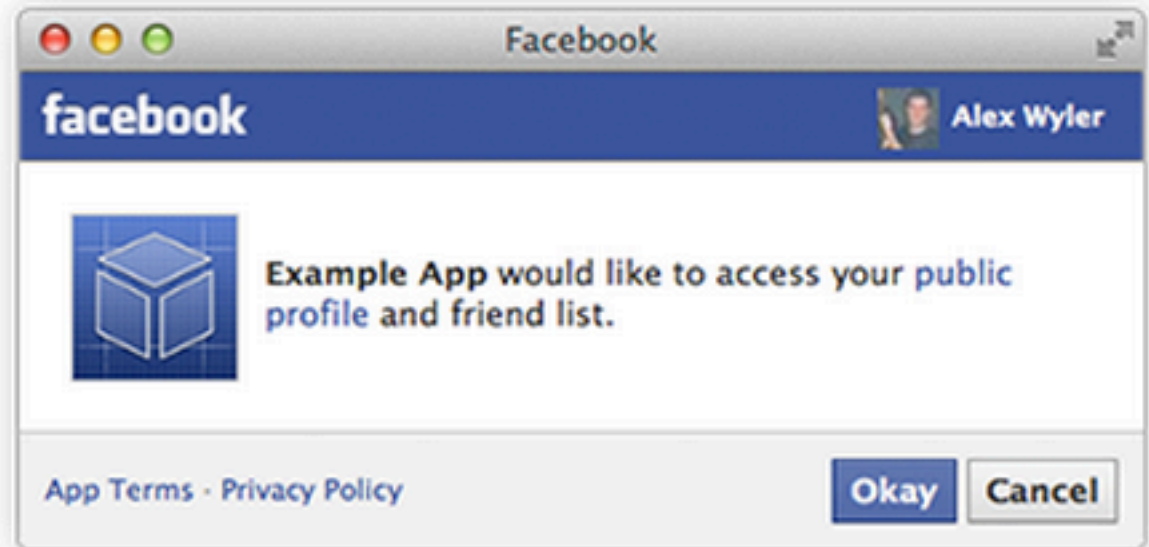 Facebook
facebook
Alex Wyler
Example App would like to access your public
profile and friend list.
App Terms · Privacy Policy
Okay
Cancel